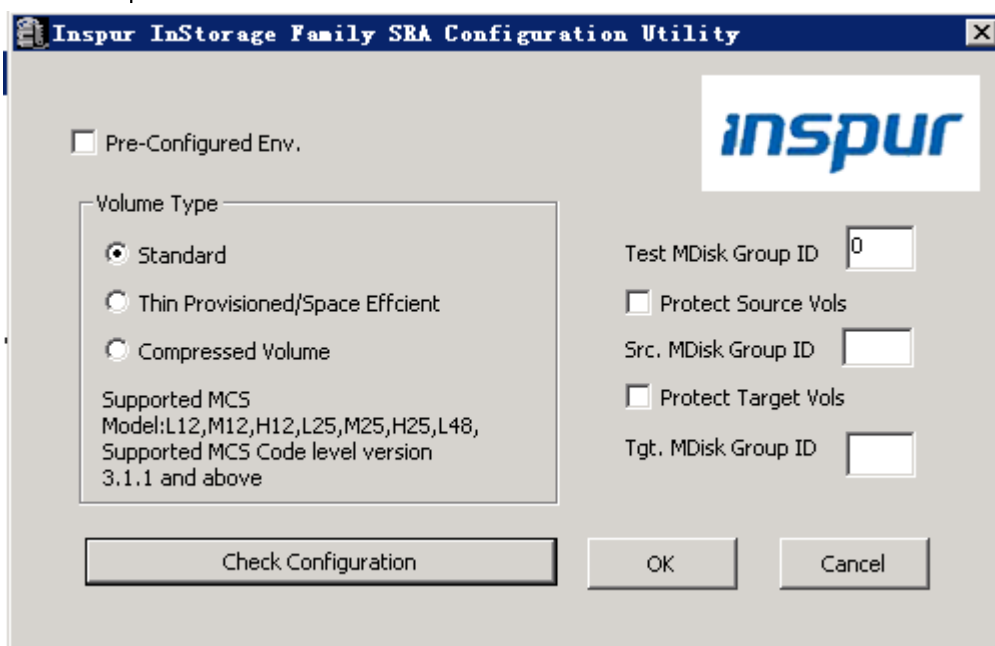 Inspur InStorage Family SRA Configuration Utility
inspur
Pre-Configured Env.
Volume Type
Standard
Thin Provisioned/Space Effcient
Compressed Volume
Supported MCS
Model:L12,M12,H12,L25,M25,H25,L48,
Supported MCS Code level version
3.1.1 and above
Test MDisk Group ID 0
Protect Source Vols
Src. MDisk Group ID
Protect Target Vols
Tgt. MDisk Group ID
Check Configuration
OK
Cancel